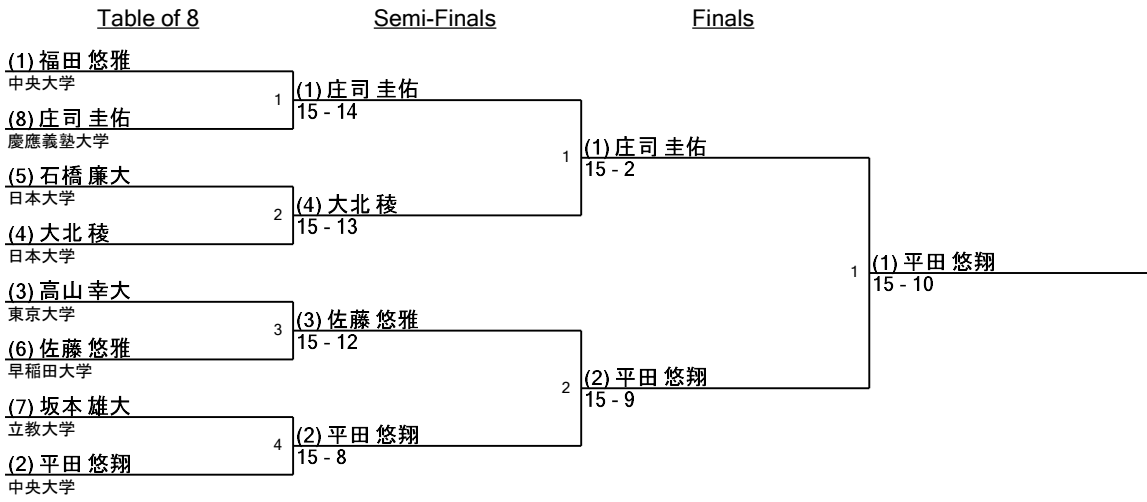 Table of 8
Semi-Finals
Finals
(1) 福田 悠雅
中央大学
(8) 庄司 圭佑
慶應義塾大学
(5) 石橋 廉大
日本大学
(4) 大北 稜
日本大学
(3) 高山 幸大
東京大学
(6) 佐藤 悠雅
早稲田大学
(7) 坂本 雄大
立教大学
(2) 平田 悠翔
中央大学
1
(1) 庄司 圭佑
15 - 14
2
(4) 大北 稜
15 - 13
3
(3) 佐藤 悠雅
15 - 12
4
(2) 平田 悠翔
15 - 8
1
(1) 庄司 圭佑
15 - 2
2
(2) 平田 悠翔
15 - 9
1
(1) 平田 悠翔
15 - 10